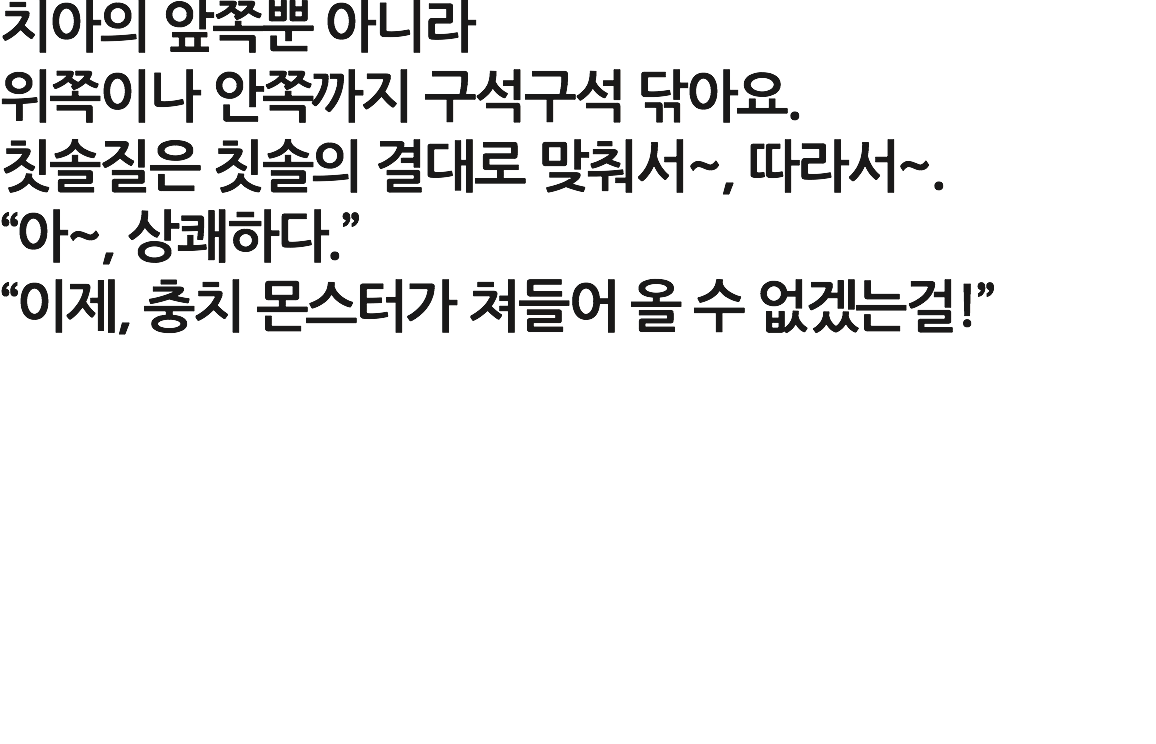 치아의 앞쪽뿐 아니라
위쪽이나 안쪽까지 구석구석 닦아요.
칫솔질은 칫솔의 결대로 맞춰서~, 따라서~.
“아~, 상쾌하다.”
“이제, 충치 몬스터가 쳐들어 올 수 없겠는걸!”